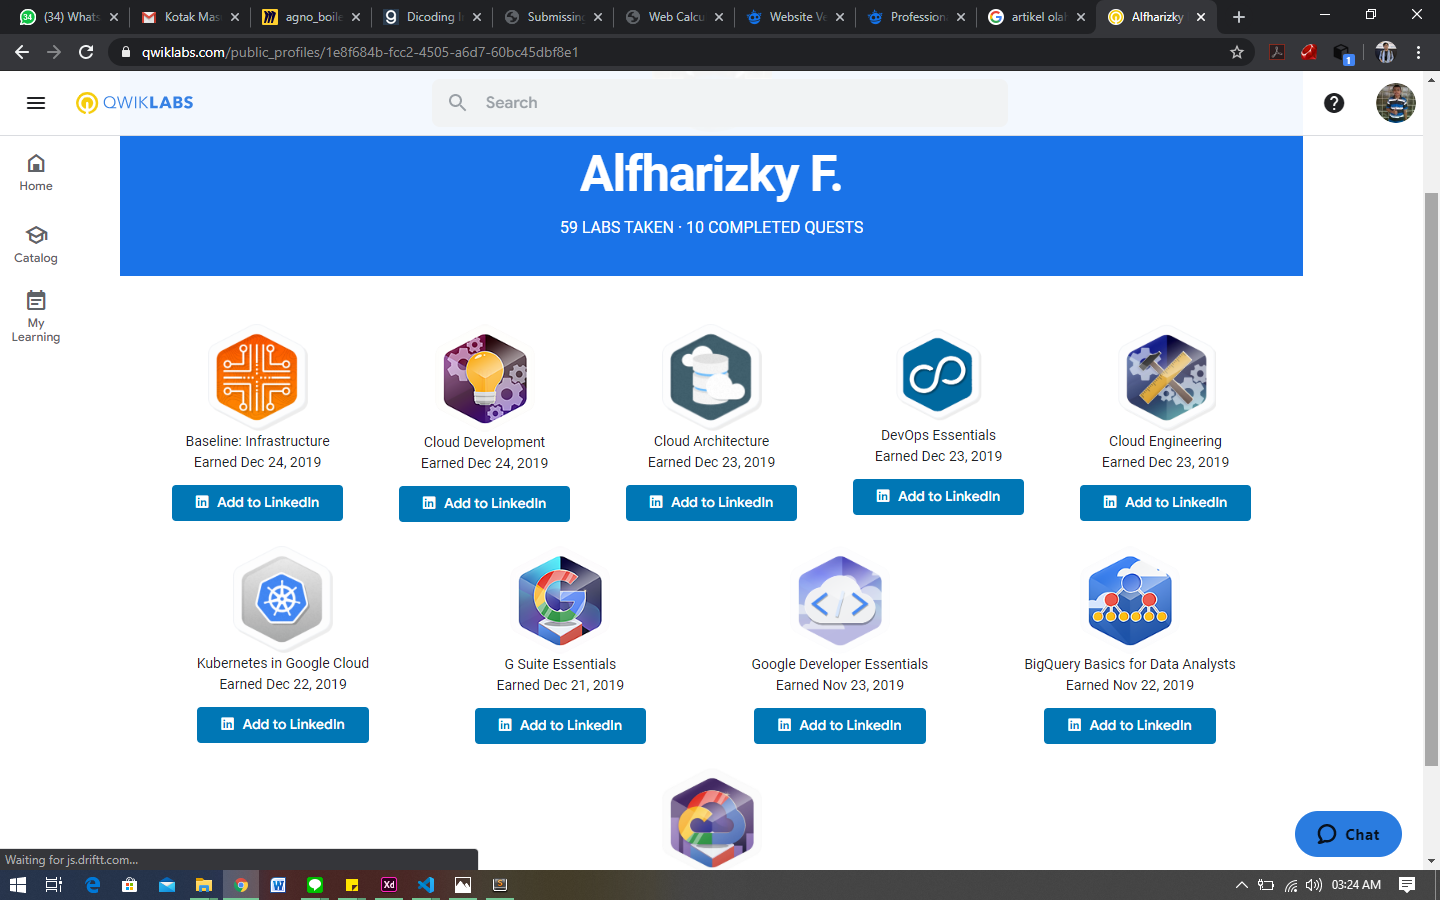 (34) Whats
Kotak Mas
agno_boile
Dicoding I
Submissin
Web Calcu
Website Ve
Profession
artikel olah
Alfharizky
qwiklabs.com/public_profiles/1e8f684b-fcc2-4505-a6d7-60bc45dbf8e1
1
QWIKLABS
Search
Home
Catalog
My
Learning
Alfharizky F.
59 LABS TAKEN · 10 COMPLETED QUESTS
Baseline: Infrastructure
Earned Dec 24, 2019
Add to LinkedIn
Cloud Development
Earned Dec 24, 2019
Add to LinkedIn
Cloud Architecture
Earned Dec 23, 2019
Add to LinkedIn
DevOps Essentials
Earned Dec 23, 2019
Add to LinkedIn
Cloud Engineering
Earned Dec 23, 2019
Add to LinkedIn
Kubernetes in Google Cloud
Earned Dec 22, 2019
Add to LinkedIn
G Suite Essentials
Earned Dec 21, 2019
Add to LinkedIn
Google Developer Essentials
Earned Nov 23, 2019
Add to LinkedIn
BigQuery Basics for Data Analysts
Earned Nov 22, 2019
Add to LinkedIn
Chat
Waiting for js.driftt.com...
03:24 AM